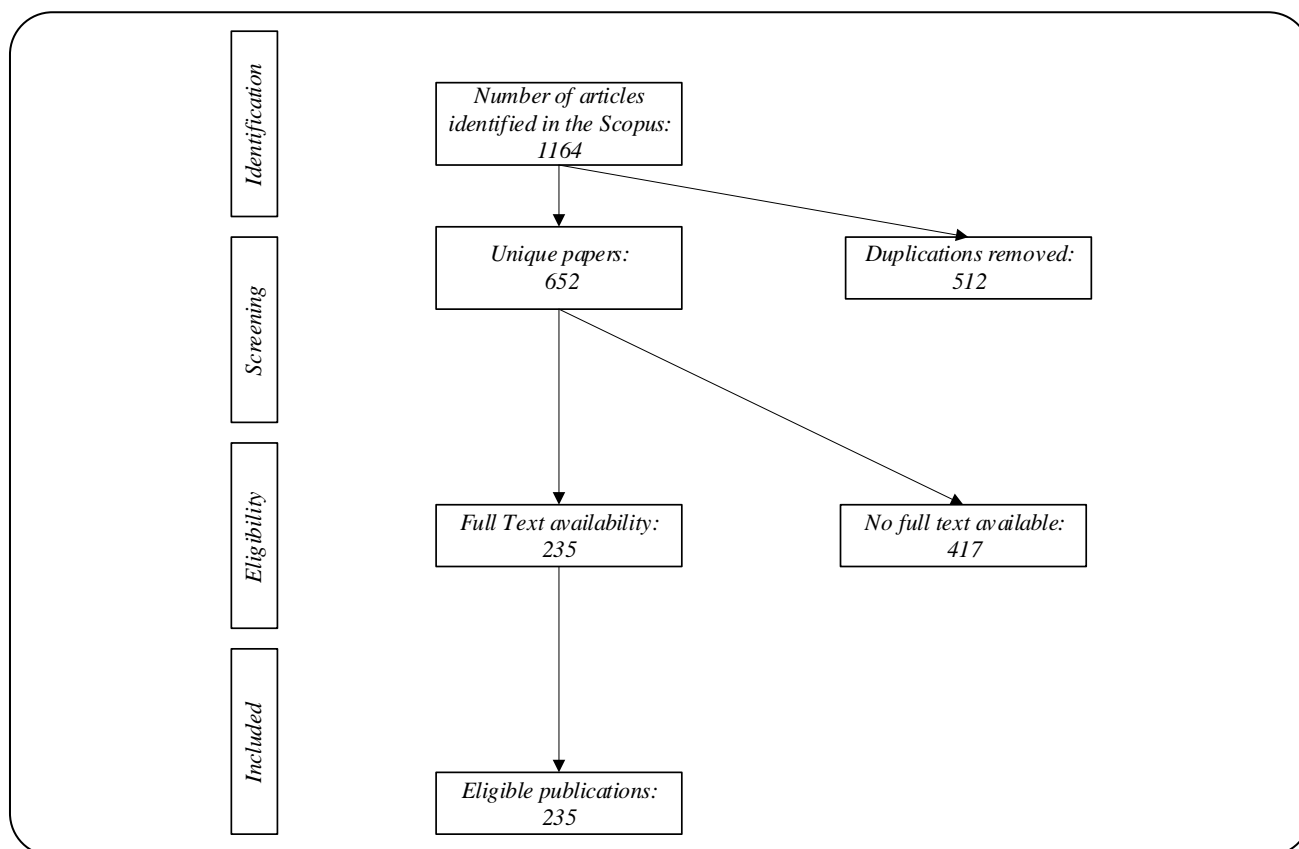 Identification
Number of articles
identified in the Scopus:
1164
Screening
Unique papers:
652
Duplications removed:
512
Eligibility
Full Text availability:
235
No full text available:
417
Included
Eligible publications:
235